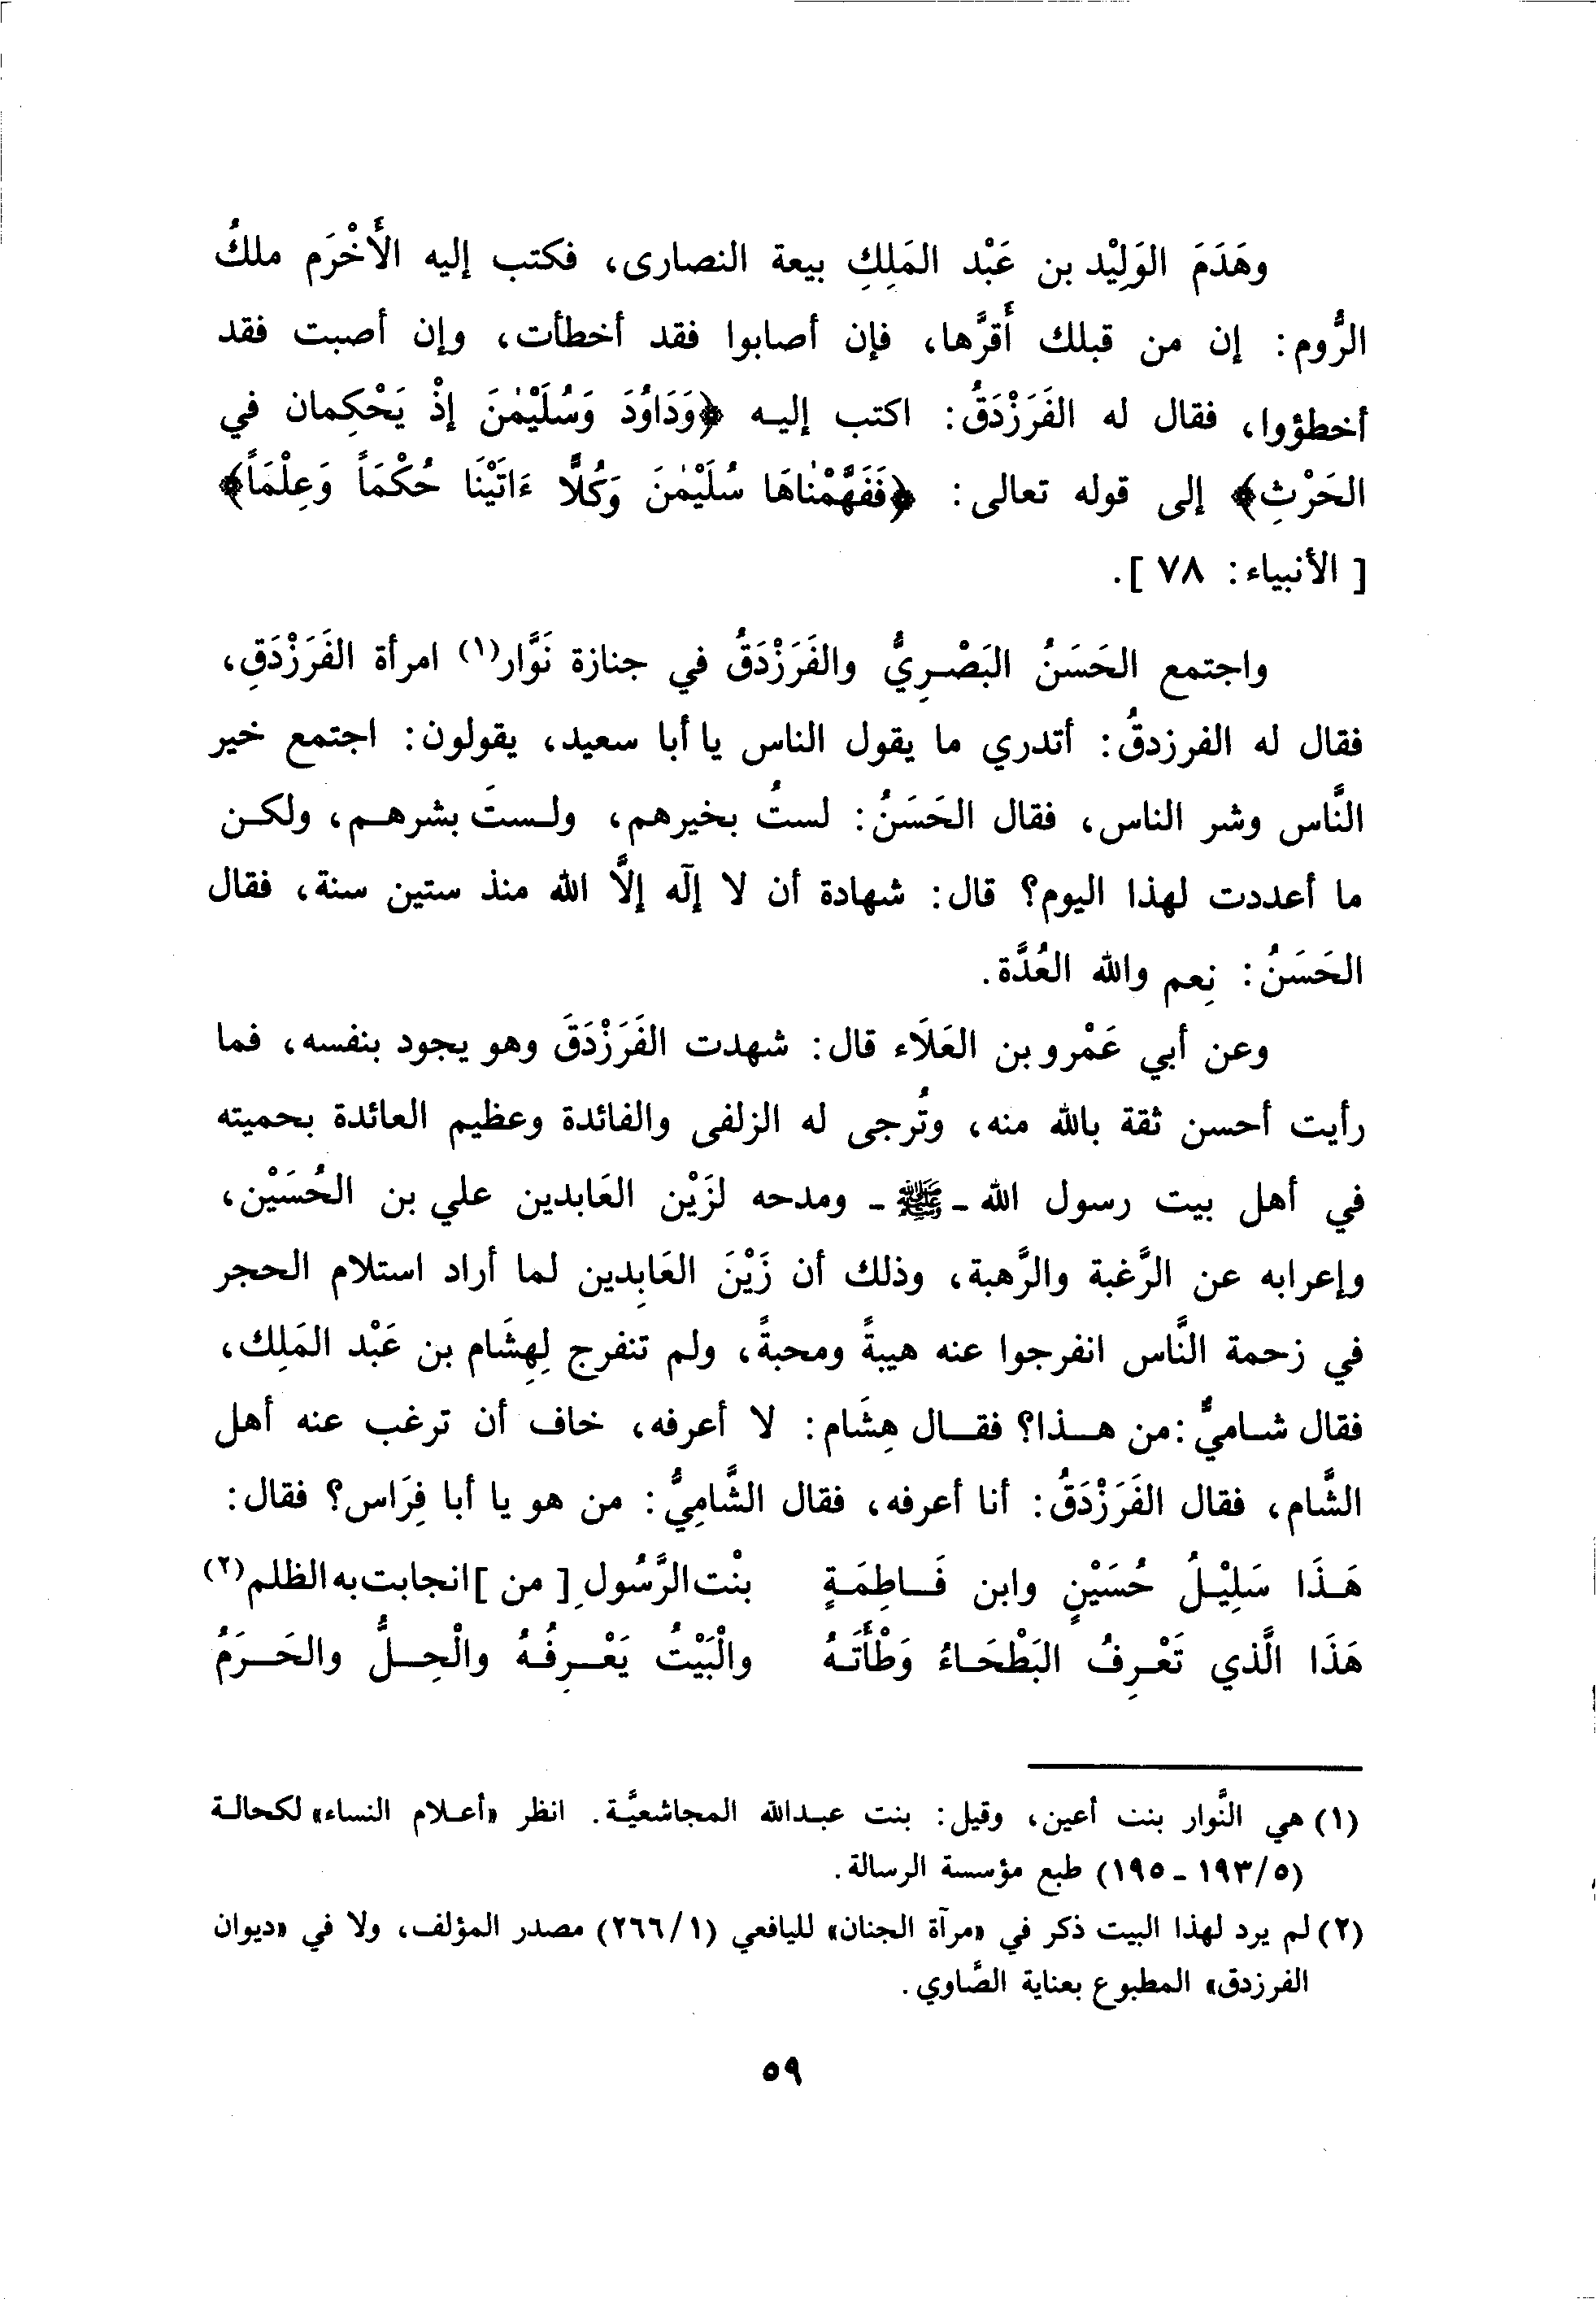 وهَدَمَ الوَلِيْد بن عَبْد المَلِكِ بيعة النصارى، فكتب إليه الأَخْرَم ملكُ
الرُّوم: إن من قبلك أَقرَّها، فإن أصابوا فقد أخطأت، وإن أصبت فقد
أخطؤوا، فقال له الفَرَزْدَقُ: اكتب إليه ﴿وَدَاوُدَ وَسُلَيْمٰنَ إذْ يَحْكِمان في
الحَرْثِ﴾ إلى قوله تعالى: ﴿فَفَهَّمْنٰاهَا سُلَيْمٰنَ وَكُلَّا ءَاتَيْنَا حُكْمَاً وَعِلْمَاً﴾
[الأنبياء: ٧٨].
واجتمع الحَسَنُ البَصْرِيُّ والفَرَزْدَقُ في جنازة نَوَّار(١) امرأة الفَرَزْدَقِ،
فقال له الفرزدقُ: أتدري ما يقول الناس يا أبا سعيد، يقولون: اجتمع خير
النَّاس وشر الناس، فقال الحَسَنُ: لستُ بخيرهم، ولستَ بشرهم، ولكن
ما أعددت لهذا اليوم؟ قال: شهادة أن لا إلٓه إلَّا الله منذ ستين سنة، فقال
الحَسَنُ: نِعم والله العُدَّة.
وعن أبي عَمْرو بن العَلَاء قال: شهدت الفَرَزْدَقَ وهو يجود بنفسه، فما
رأيت أحسن ثقة بالله منه، وتُرجى له الزلفى والفائدة وعظيم العائدة بحميته
في أهل بيت رسول الله - ﷺ - ومدحه لزَيْن العَابدين علي بن الحُسَيْن،
وإعرابه عن الرَّغبة والرَّهبة، وذلك أن زَيْنَ العَابِدين لما أراد استلام الحجر
في زحمة النَّاس انفرجوا عنه هيبةً ومحبةً، ولم تنفرج لِهِشَام بن عَبْد المَلِك،
فقال شاميٌّ: من هذا؟ فقال هِشَام: لا أعرفه، خاف أن ترغب عنه أهل
الشَّام، فقال الفَرَزْدَقُ: أنا أعرفه، فقال الشَّامِيُّ: من هو يا أبا فِرَاس؟ فقال:
هَذَا سَلِيْلُ حُسَيْنٍ وابن فَاطِمَةٍ بنْت الرَّسُولِ [من] انجابت به الظلم(٢)
هَذَا الَّذي تَعْرِفُ البَطْحَاءُ وَطْأَتَهُ والْبَيْتُ يَعْرِفُهُ والْحِلُّ والحَرَمُ
(١) هي النَّوار بنت أعين، وقيل: بنت عبدالله المجاشعيَّة. انظر «أعلام النساء» لكحالة
(٥/ ١٩٣ - ١٩٥) طبع مؤسسة الرسالة.
(٢) لم يرد لهذا البيت ذكر في «مرآة الجنان» لليافعي (١/ ٢٦٦) مصدر المؤلف، ولا في «ديوان
الفرزدق» المطبوع بعناية الصَّاوي.
٥٩